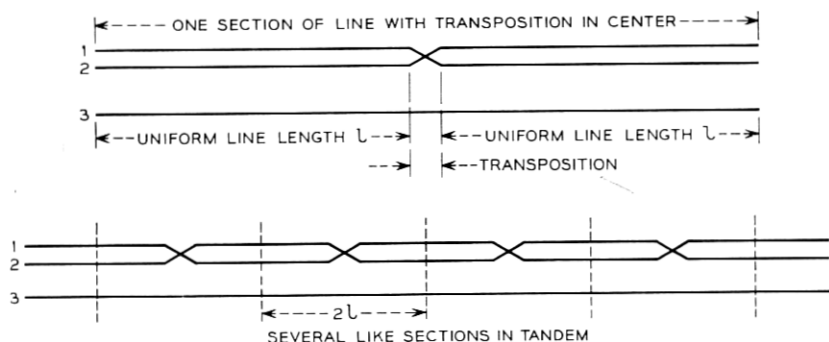 ONE SECTION OF LINE WITH TRANSPOSITION IN CENTER
1
2
3
UNIFORM LINE LENGTH l
UNIFORM LINE LENGTH l
TRANSPOSITION
1
2
3
2l
SEVERAL LIKE SECTIONS IN TANDEM